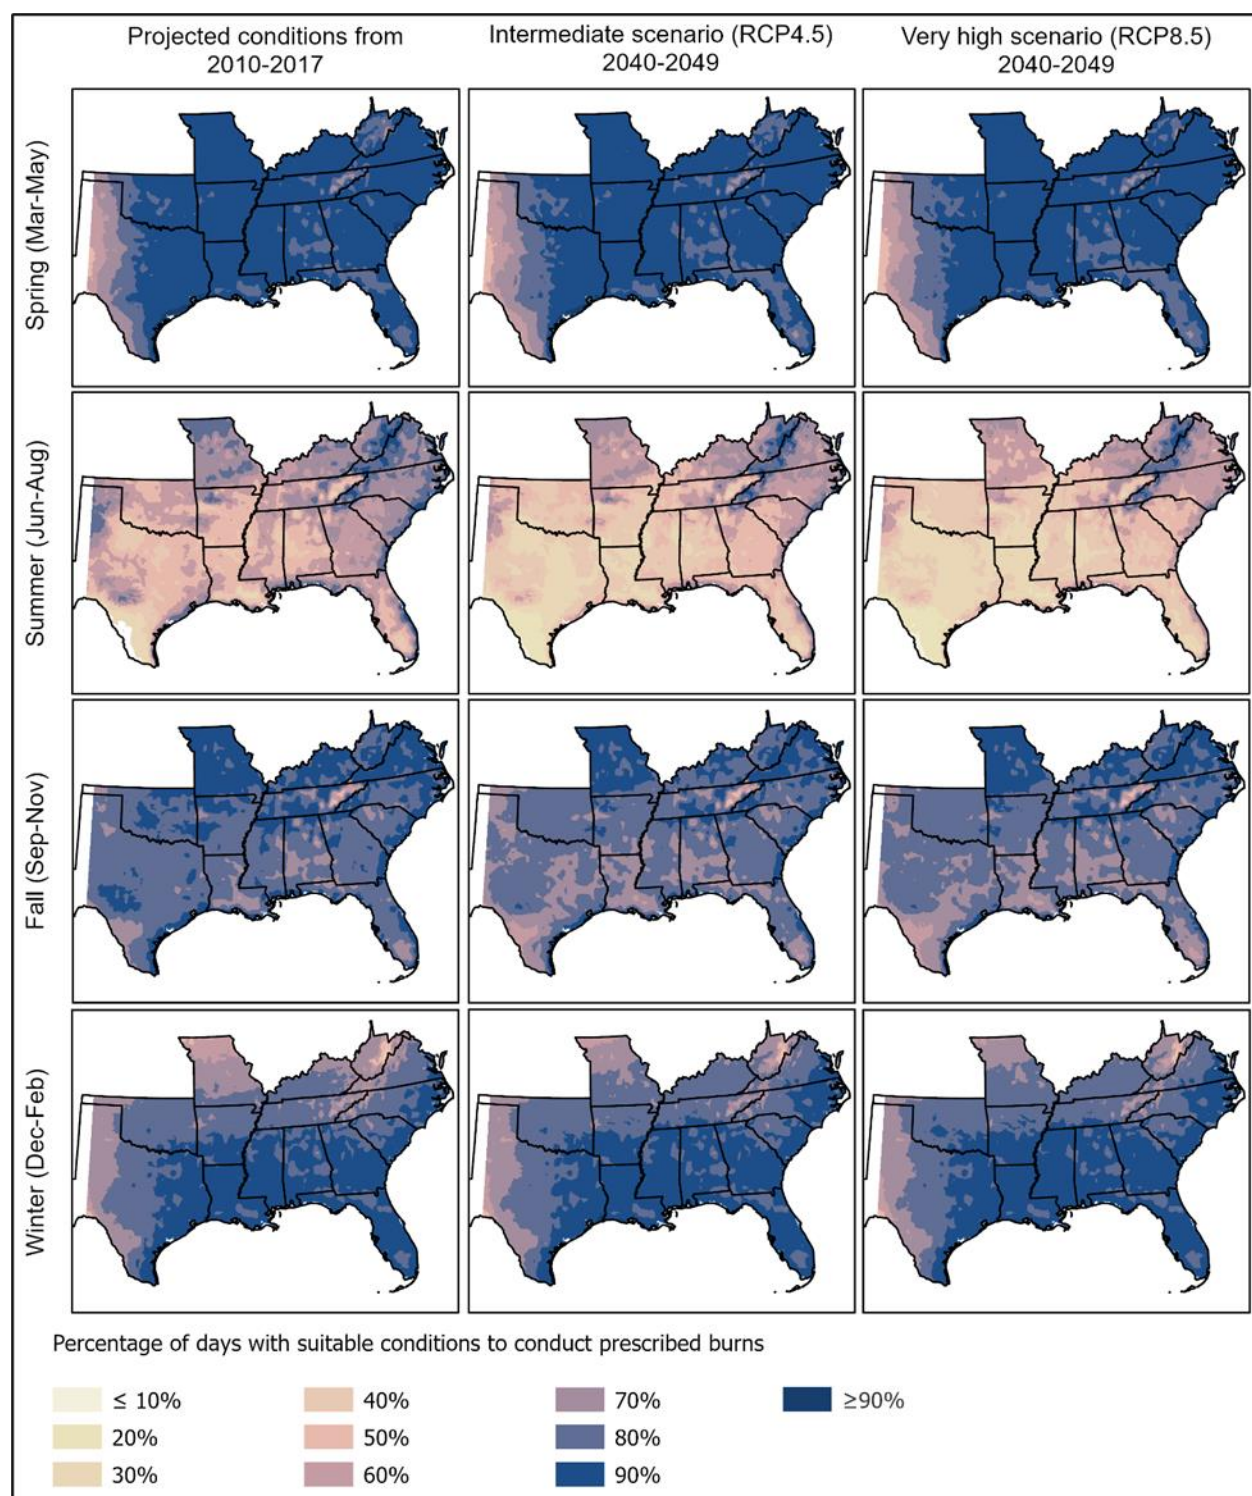 Projected conditions from
2010-2017
Intermediate scenario (RCP4.5)
2040-2049
Very high scenario (RCP8.5)
2040-2049
Spring (Mar-May)
Summer (Jun-Aug)
Fall (Sep-Nov)
Winter (Dec-Feb)
Percentage of days with suitable conditions to conduct prescribed burns
≤ 10%
20%
30%
40%
50%
60%
70%
80%
90%
≥90%